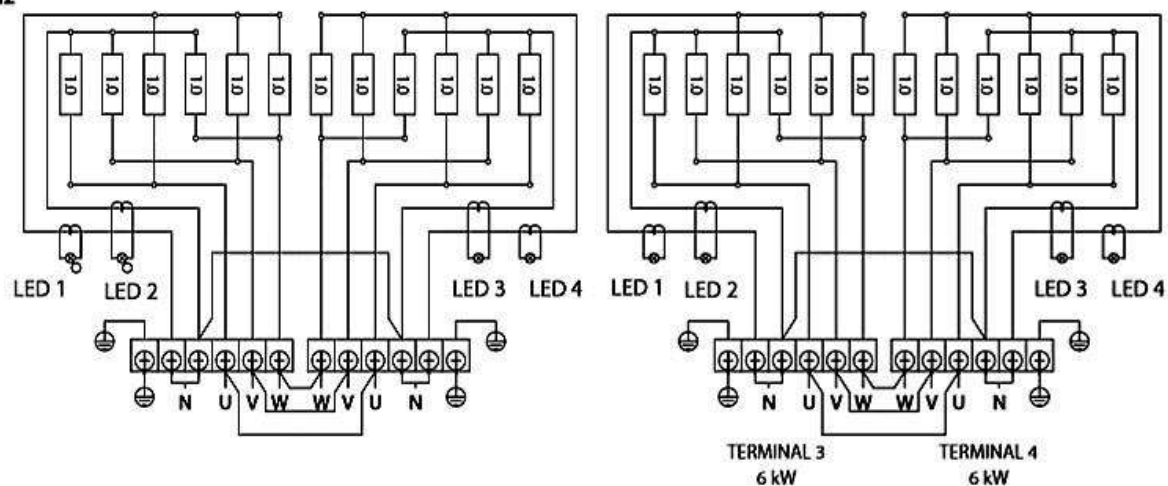 1Ω 1Ω 1Ω 1Ω 1Ω 1Ω 1Ω 1Ω 1Ω 1Ω 1Ω 1Ω 1Ω 1Ω 1Ω 1Ω 1Ω 1Ω 1Ω 1Ω 1Ω 1Ω 1Ω 1Ω
LED 1 LED 2 LED 3 LED 4 LED 1 LED 2 LED 3 LED 4
N U V W W V U N N U V W W V U N
TERMINAL 3 TERMINAL 4
6 kW 6 kW